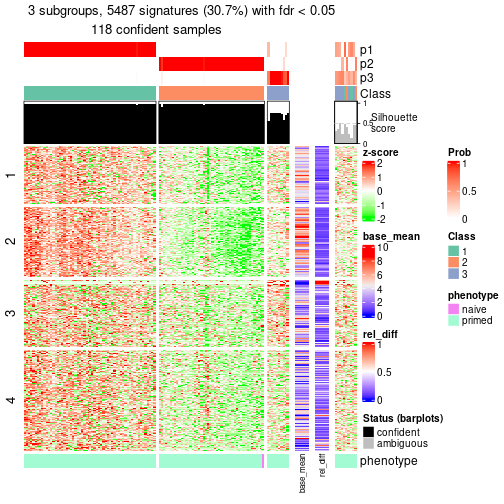 3 subgroups, 5487 signatures (30.7%) with fdr < 0.05
118 confident samples
p1
p2
p3
Class
1
0.5
0
Silhouette
score
1
2
3
4
base_mean
rel_diff
phenotype
z-score
2
1
0
-1
-2
base_mean
10
8
6
4
2
0
rel_diff
1
0.5
0
Status (barplots)
confident
ambiguous
Prob
1
0.5
0
Class
1
2
3
phenotype
naive
primed